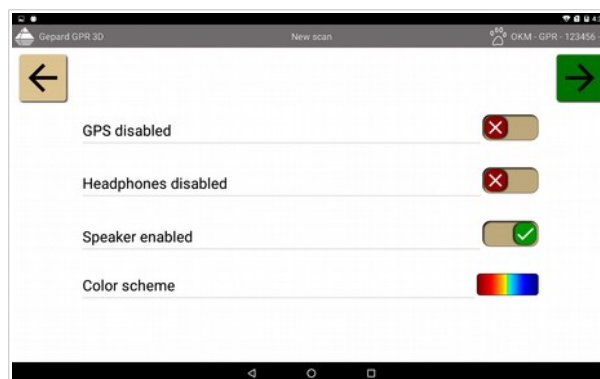 Gepard GPR 3D New scan OKM - GPR - 123456 -
GPS disabled
Headphones disabled
Speaker enabled
Color scheme